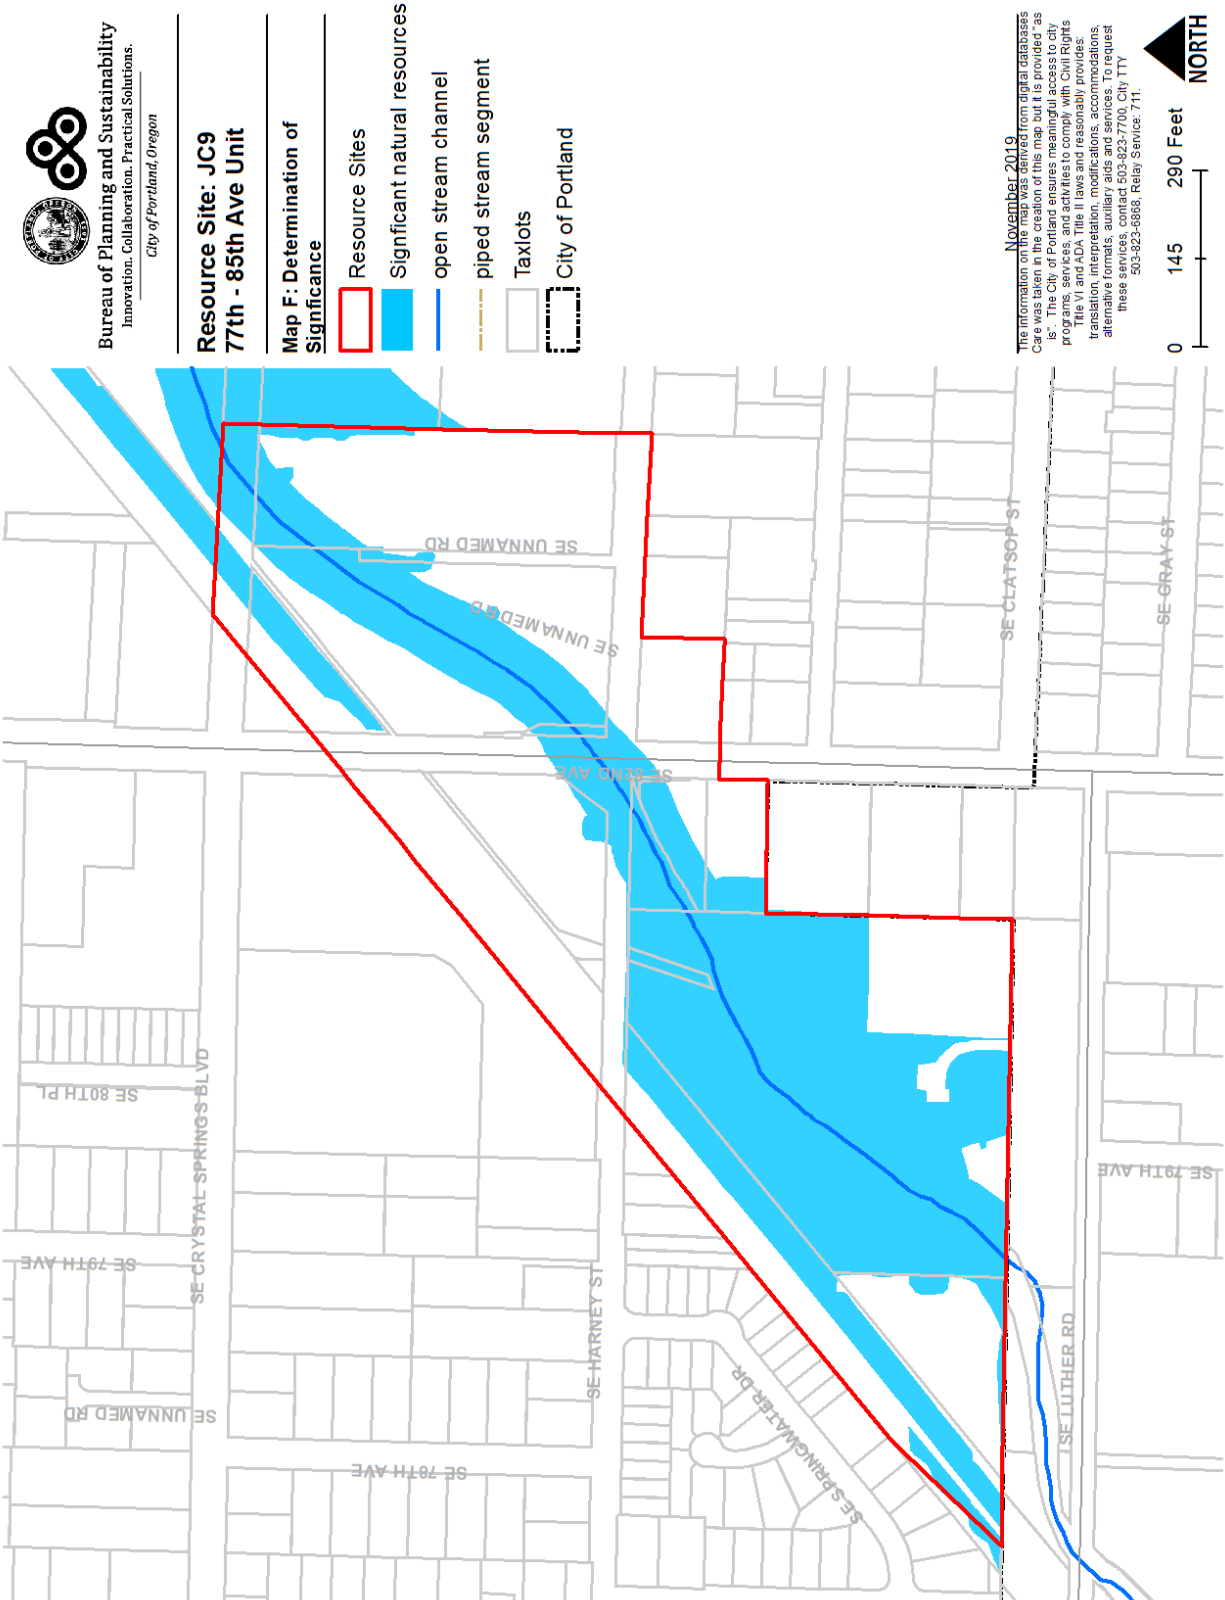 Bureau of Planning and Sustainability
Innovation. Collaboration. Practical Solutions.
City of Portland, Oregon
Resource Site: JC9
77th - 85th Ave Unit
Map F: Determination of
Signficance
Resource Sites
Signficant natural resources
open stream channel
piped stream segment
Taxlots
City of Portland
November 2019
The information on the map was derived from digital databases
Care was taken in the creation of this map but it is provided "as
is". The City of Portland ensures meaningful access to city
programs, services, and activities to comply with Civil Rights
Title VI and ADA Title II laws and reasonably provides:
translation, interpretation, modifications, accommodations,
alternative formats, auxiliary aids and services. To request
these services, contact 503-823-7700, City TTY
503-823-6868, Relay Service: 711.
0 145 290 Feet
NORTH
SE UNNAMED RD
SE UNNAMED RD
SE CLATSOP ST
SE GRAY ST
SE 82ND AVE
SE 80TH PL
SE CRYSTAL SPRINGS BLVD
SE 79TH AVE
SE 79TH AVE
SE UNNAMED RD
SE 78TH AVE
SE HARNEY ST
SE SPRINGWATER DR
SE LUTHER RD